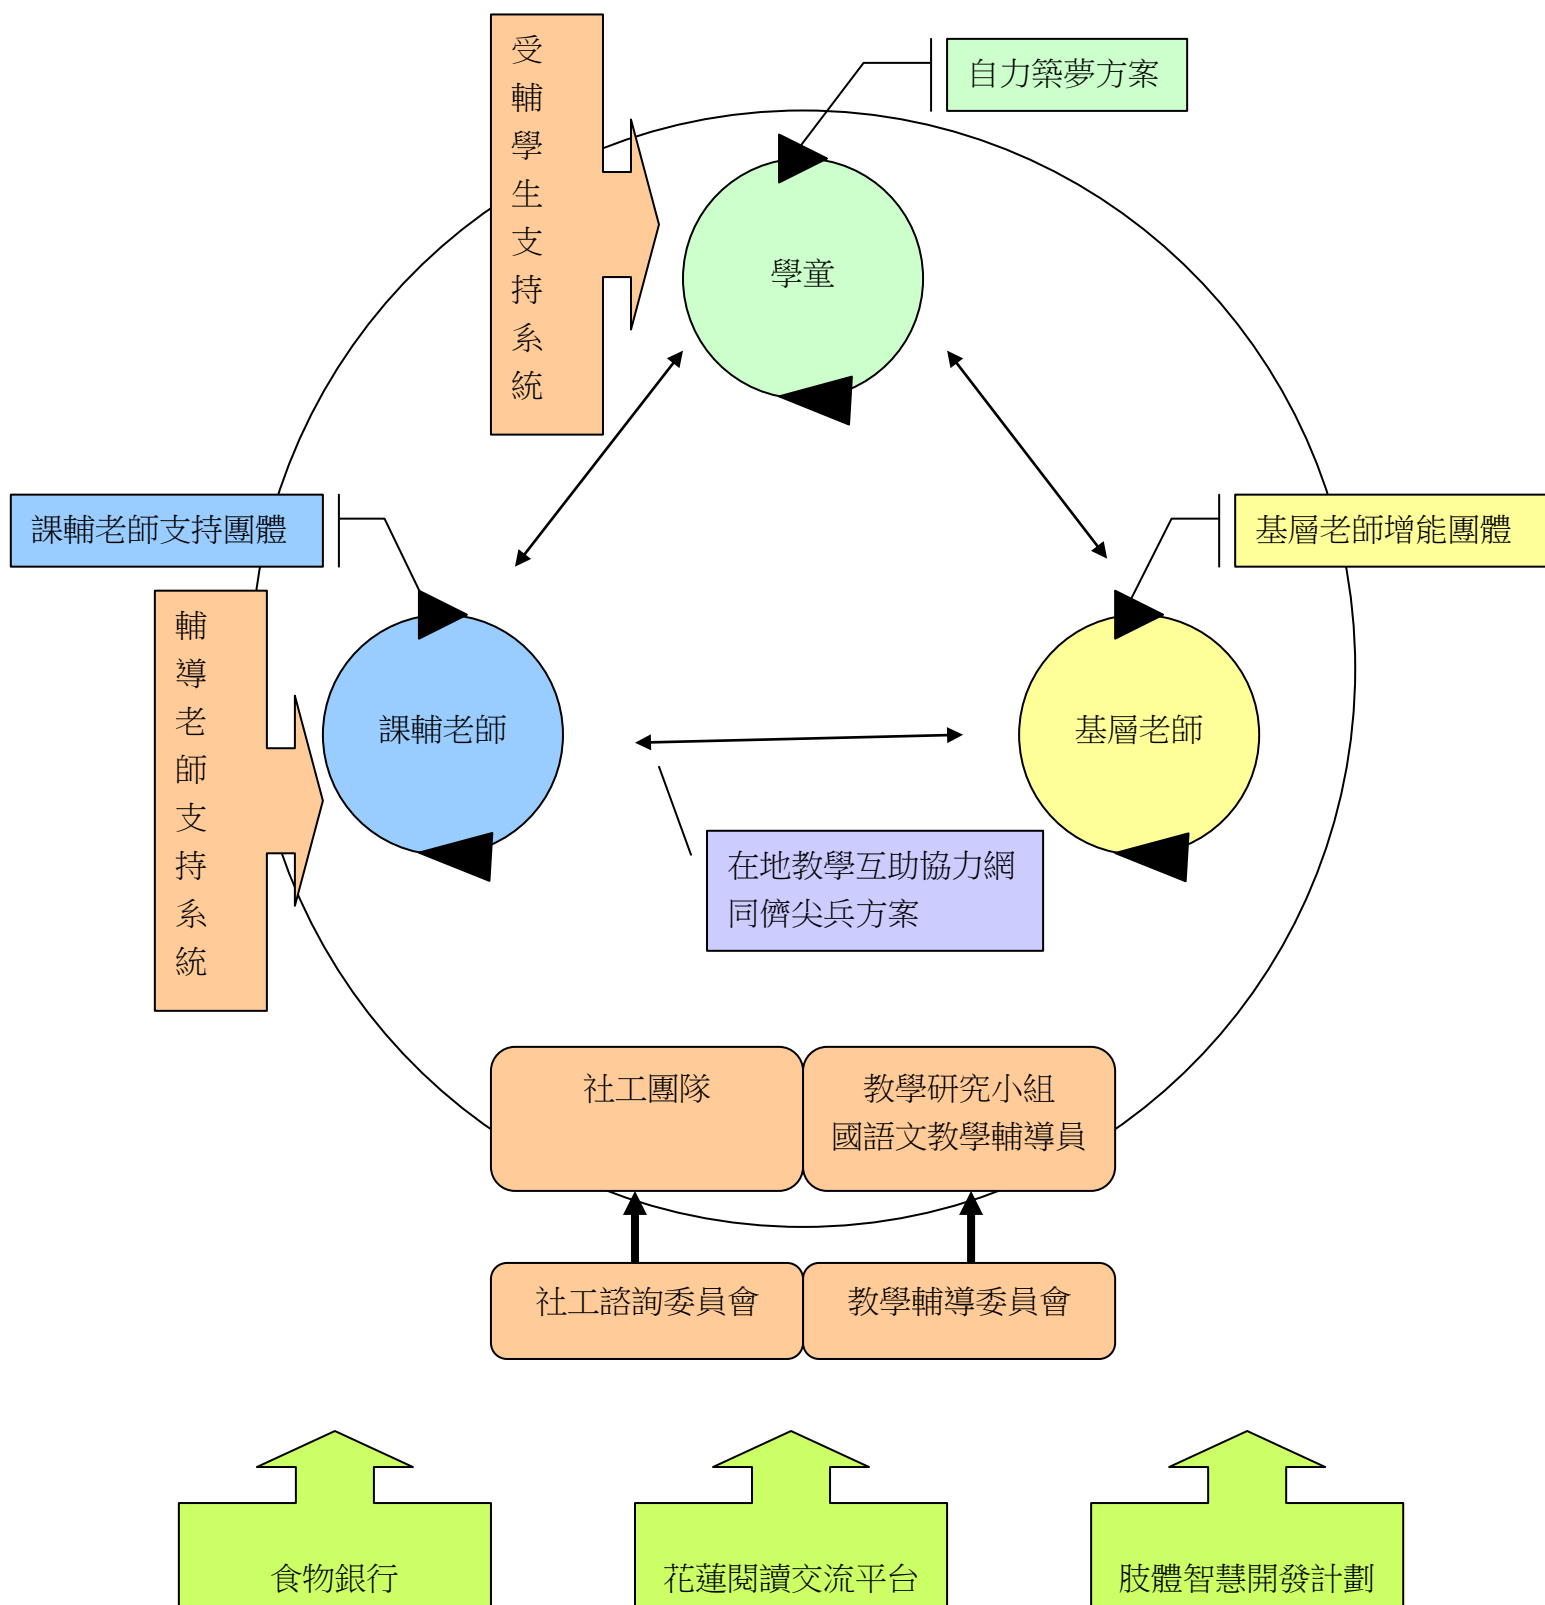 受輔學生支持系統
自力築夢方案
學童
課輔老師支持團體
基層老師增能團體
輔導老師支持系統
課輔老師
基層老師
在地教學互助協力網
同儕尖兵方案
社工團隊
教學研究小組
國語文教學輔導員
社工諮詢委員會
教學輔導委員會
食物銀行
花蓮閱讀交流平台
肢體智慧開發計劃